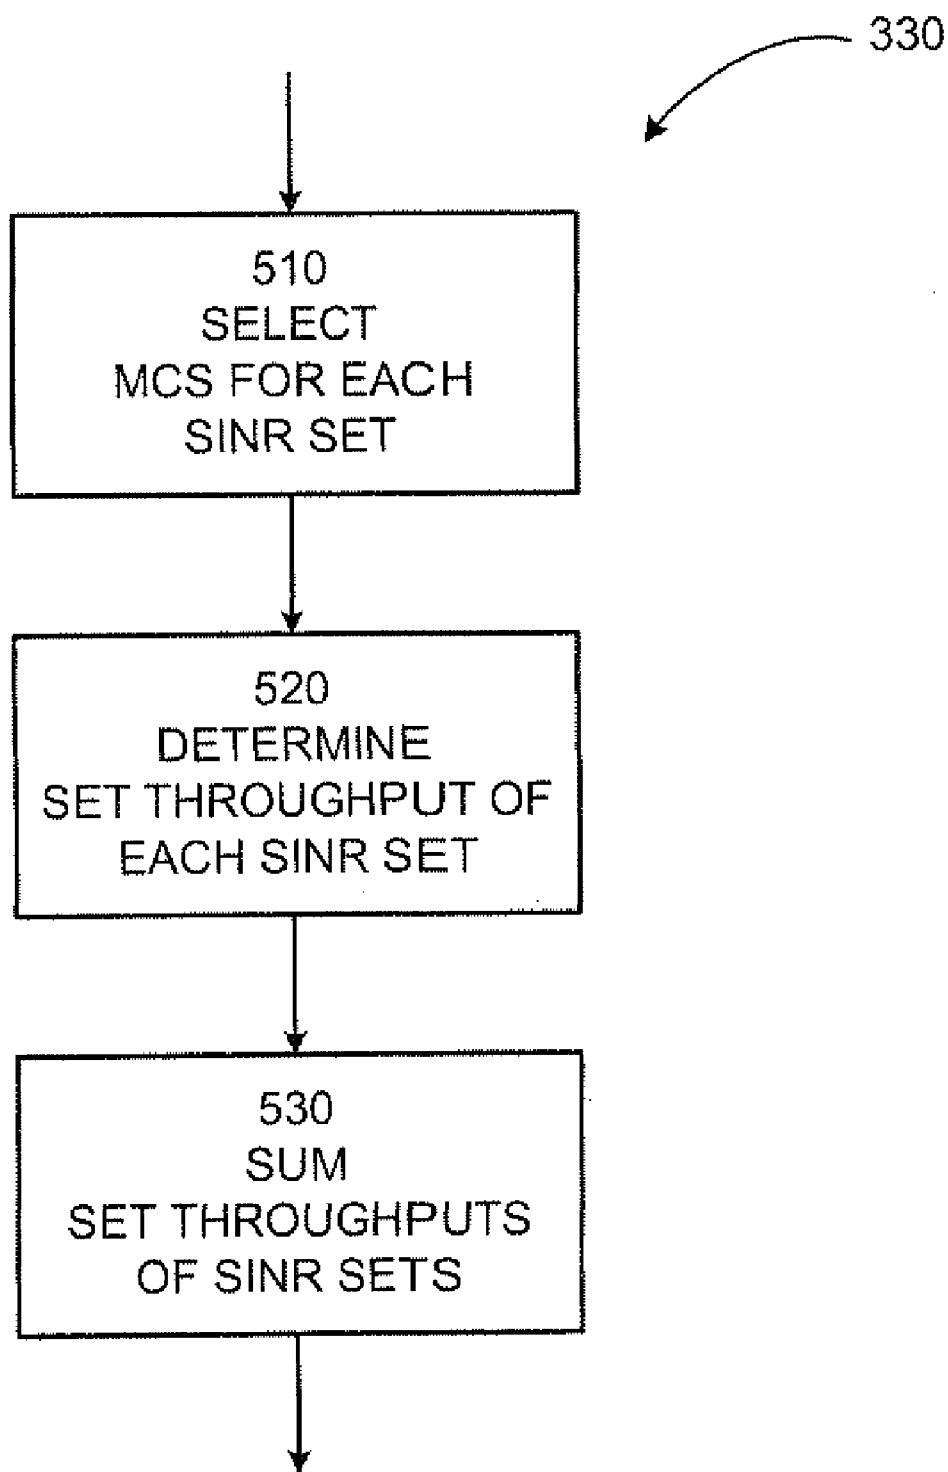 330
510
SELECT
MCS FOR EACH
SINR SET
520
DETERMINE
SET THROUGHPUT OF
EACH SINR SET
530
SUM
SET THROUGHPUTS
OF SINR SETS